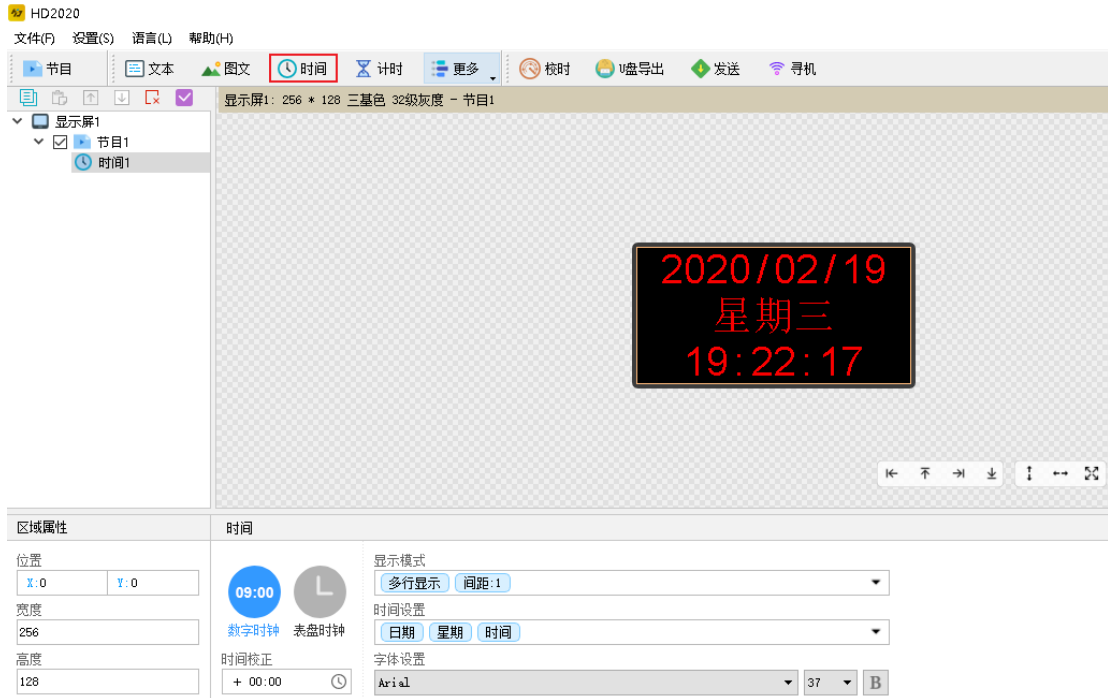 HD2020
文件(F) 设置(S) 语言(L) 帮助(H)
节目 文本 图文 时间 计时 更多 校时 U盘导出 发送 寻机
显示屏1: 256 * 128 三基色 32级灰度 - 节目1
显示屏1
节目1
时间1
2020/02/19
星期三
19:22:17
区域属性 时间
位置
X:0 Y:0
宽度
256
高度
128
09:00
数字时钟 表盘时钟
时间校正
+ 00:00
显示模式
多行显示 间距:1
时间设置
日期 星期 时间
字体设置
Arial 37 B